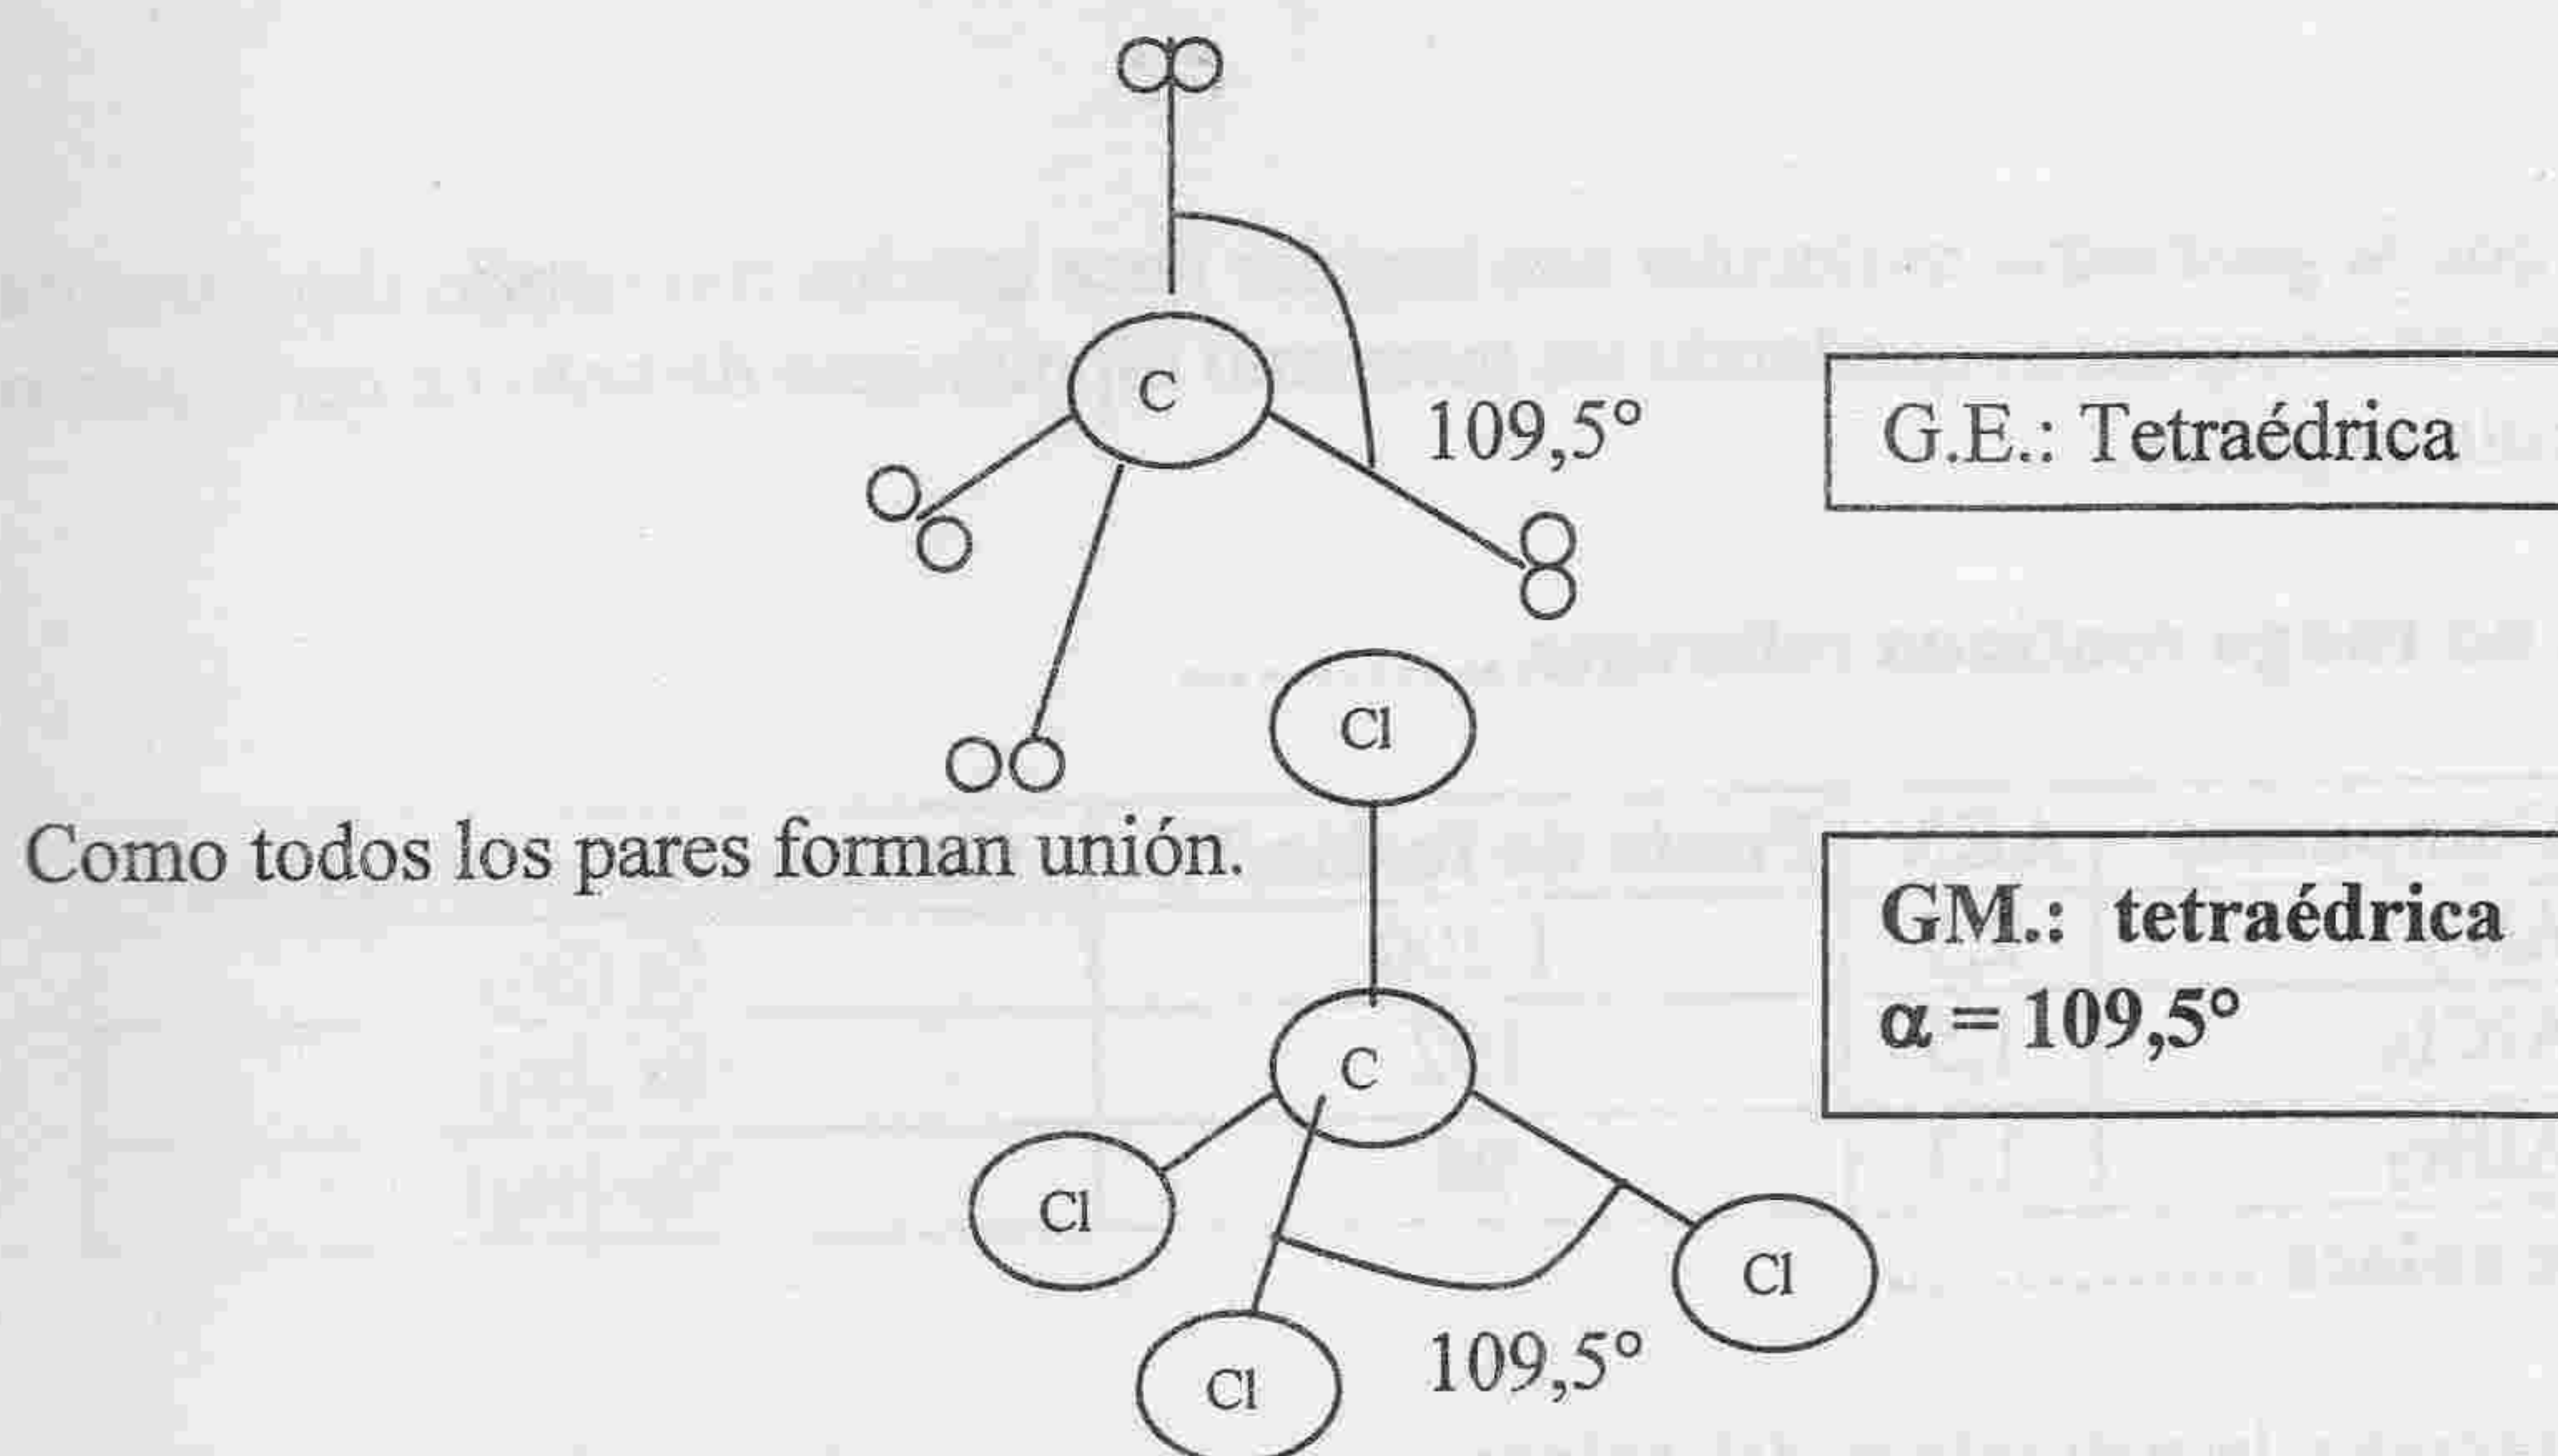 C
109,5°
G.E.: Tetraédrica
Cl
Como todos los pares forman unión.
GM.: tetraédrica
α = 109,5°
C
Cl
Cl
Cl
109,5°